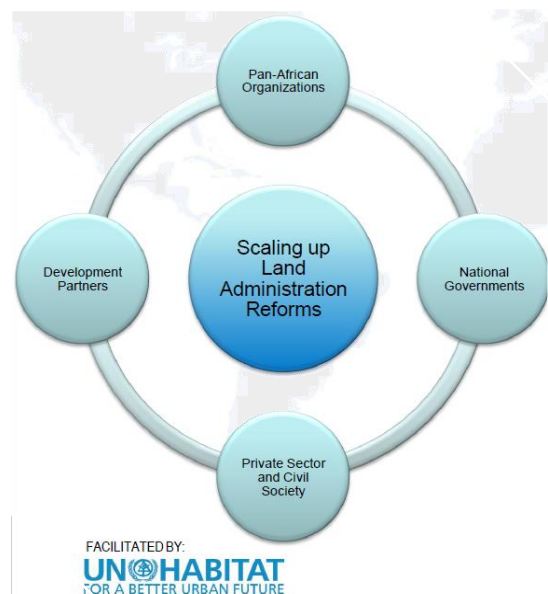 Pan-African
Organizations
Scaling up
Land
Administration
Reforms
Development
Partners
National
Governments
Private Sector
and Civil
Society
FACILITATED BY:
UN HABITAT
FOR A BETTER URBAN FUTURE